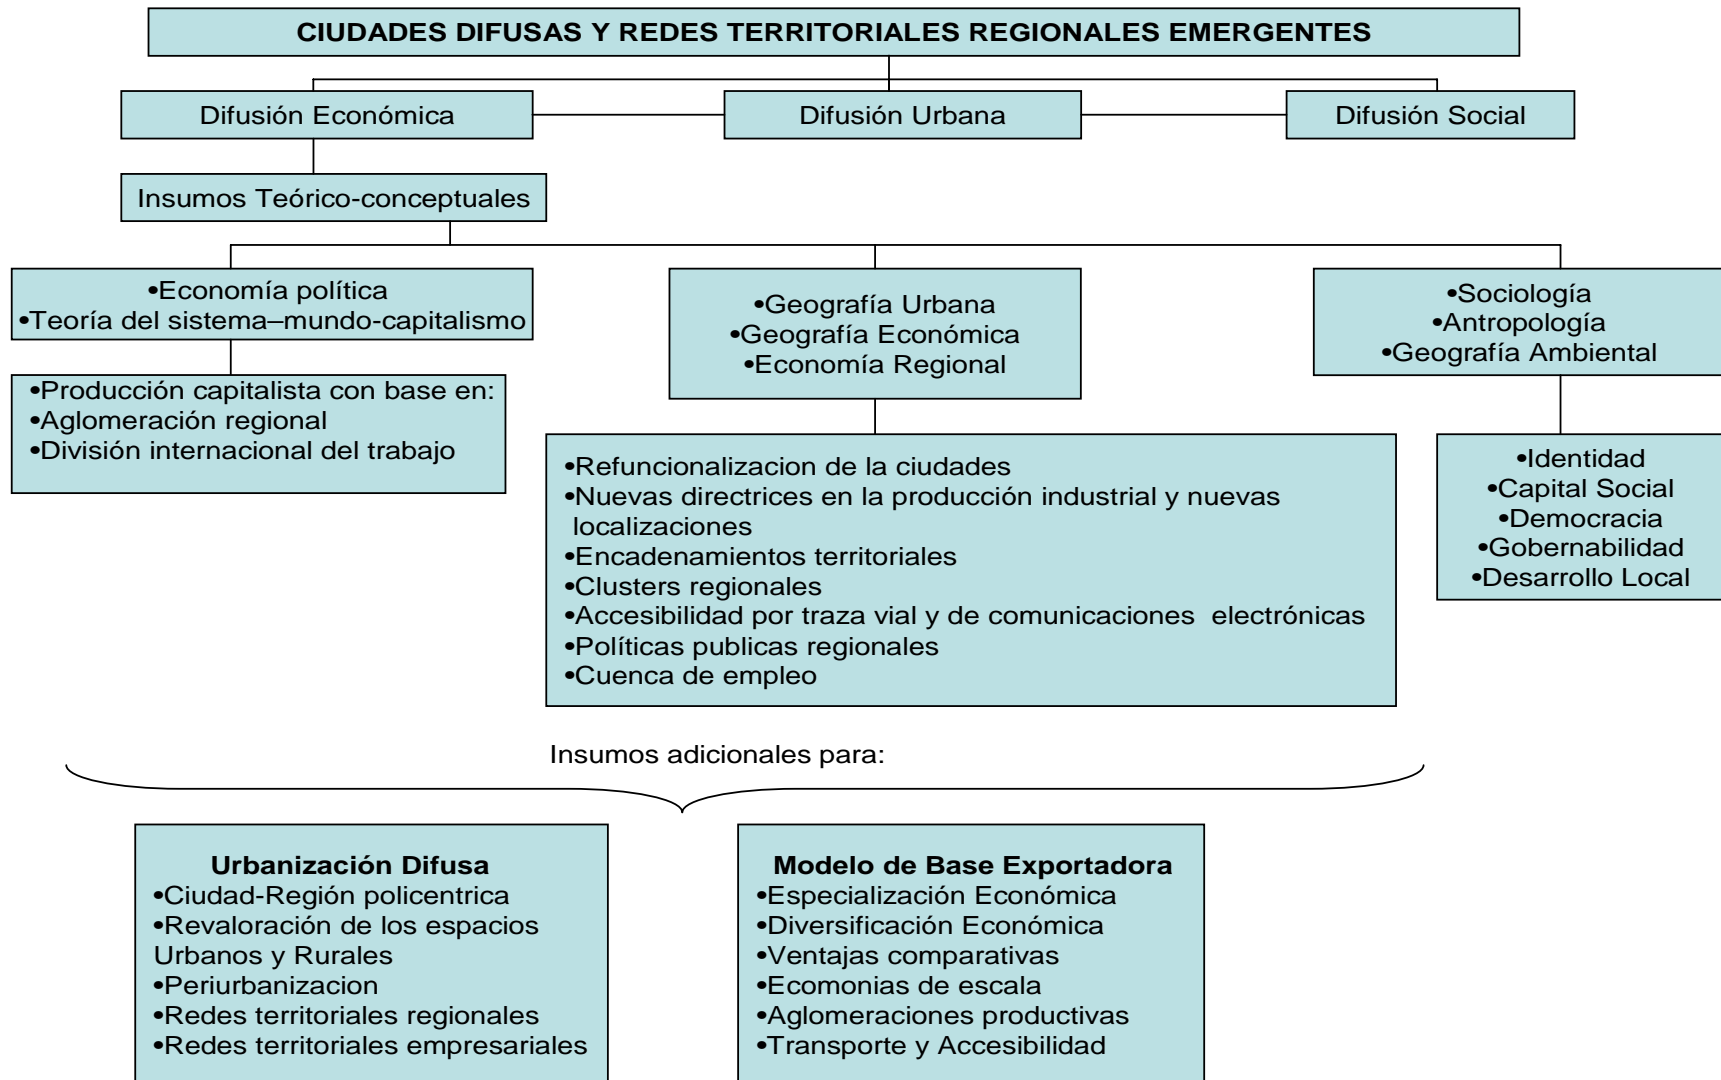 CIUDADES DIFUSAS Y REDES TERRITORIALES REGIONALES EMERGENTES
Difusión Económica
Difusión Urbana
Difusión Social
Insumos Teórico-conceptuales
•Economía política
•Teoría del sistema–mundo-capitalismo
•Geografía Urbana
•Geografía Económica
•Economía Regional
•Sociología
•Antropología
•Geografía Ambiental
•Producción capitalista con base en:
•Aglomeración regional
•División internacional del trabajo
•Refuncionalizacion de la ciudades
•Nuevas directrices en la producción industrial y nuevas
localizaciones
•Encadenamientos territoriales
•Clusters regionales
•Accesibilidad por traza vial y de comunicaciones electrónicas
•Políticas publicas regionales
•Cuenca de empleo
•Identidad
•Capital Social
•Democracia
•Gobernabilidad
•Desarrollo Local
Insumos adicionales para:
Urbanización Difusa
•Ciudad-Región policentrica
•Revaloración de los espacios
Urbanos y Rurales
•Periurbanizacion
•Redes territoriales regionales
•Redes territoriales empresariales
Modelo de Base Exportadora
•Especialización Económica
•Diversificación Económica
•Ventajas comparativas
•Ecomonias de escala
•Aglomeraciones productivas
•Transporte y Accesibilidad